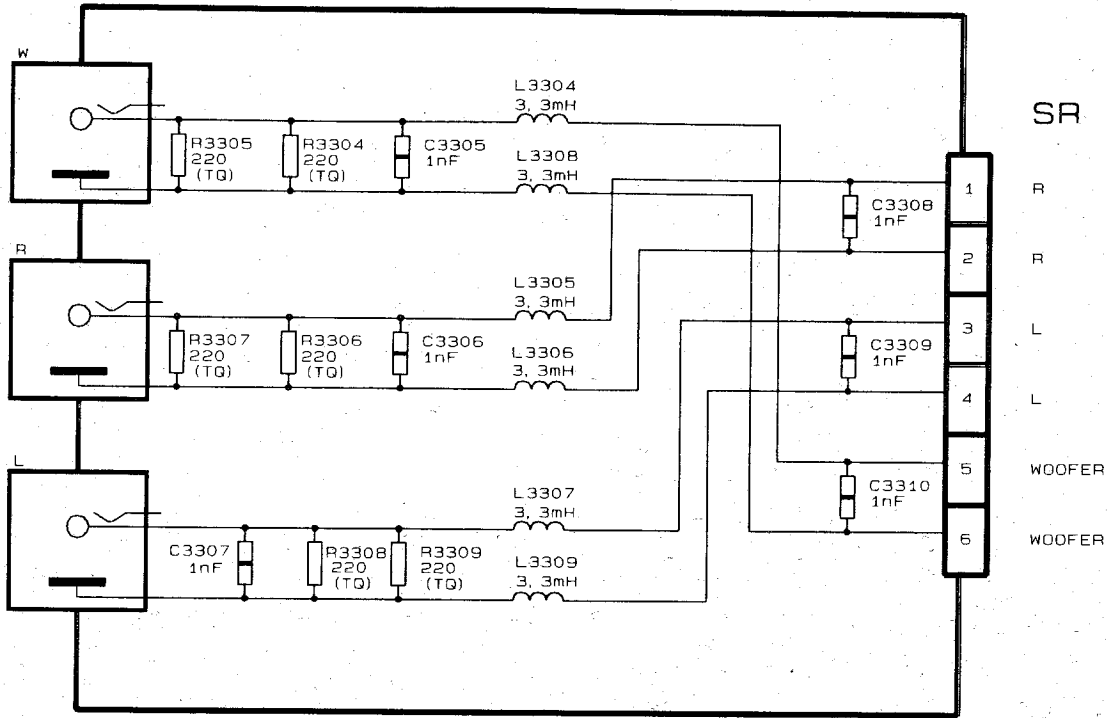 W
L3304
3, 3mH
R3305
220
(TQ)
R3304
220
(TQ)
C3305
1nF
L3308
3, 3mH
SR
1
R
C3308
1nF
2
R
R
L3305
3, 3mH
R3307
220
(TQ)
R3306
220
(TQ)
C3306
1nF
L3306
3, 3mH
3
L
C3309
1nF
4
L
L
L3307
3, 3mH
C3307
1nF
R3308
220
(TQ)
R3309
220
(TQ)
L3309
3, 3mH
5
WOOFER
C3310
1nF
6
WOOFER